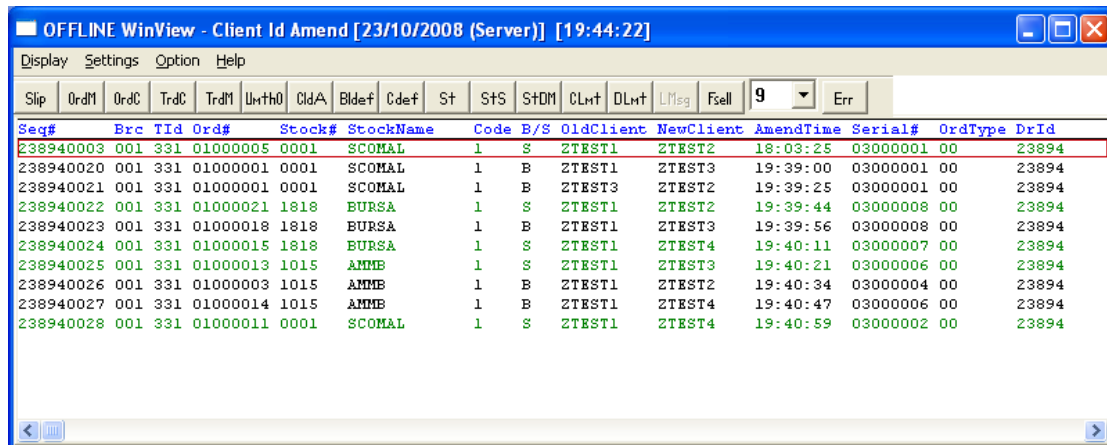 OFFLINE WinView - Client Id Amend [23/10/2008 (Server)] [19:44:22]
Display Settings Option Help
Slip OrdM OrdC TrdC TrdM UmthO CldA Bldef Cdef St StS StDM CLmt DLmt LMsg Fsell 9 Err
Seq# Brc TId Ord# Stock# StockName Code B/S OldClient NewClient AmendTime Serial# OrdType DrId
238940003 001 331 01000005 0001 SCOMAL 1 S ZTEST1 ZTEST2 18:03:25 03000001 00 23894
238940020 001 331 01000001 0001 SCOMAL 1 B ZTEST1 ZTEST3 19:39:00 03000001 00 23894
238940021 001 331 01000001 0001 SCOMAL 1 B ZTEST3 ZTEST2 19:39:25 03000001 00 23894
238940022 001 331 01000021 1818 BURSA 1 S ZTEST1 ZTEST2 19:39:44 03000008 00 23894
238940023 001 331 01000018 1818 BURSA 1 B ZTEST1 ZTEST3 19:39:56 03000008 00 23894
238940024 001 331 01000015 1818 BURSA 1 S ZTEST1 ZTEST4 19:40:11 03000007 00 23894
238940025 001 331 01000013 1015 AMMB 1 S ZTEST1 ZTEST3 19:40:21 03000006 00 23894
238940026 001 331 01000003 1015 AMMB 1 B ZTEST1 ZTEST2 19:40:34 03000004 00 23894
238940027 001 331 01000014 1015 AMMB 1 B ZTEST1 ZTEST4 19:40:47 03000006 00 23894
238940028 001 331 01000011 0001 SCOMAL 1 S ZTEST1 ZTEST4 19:40:59 03000002 00 23894